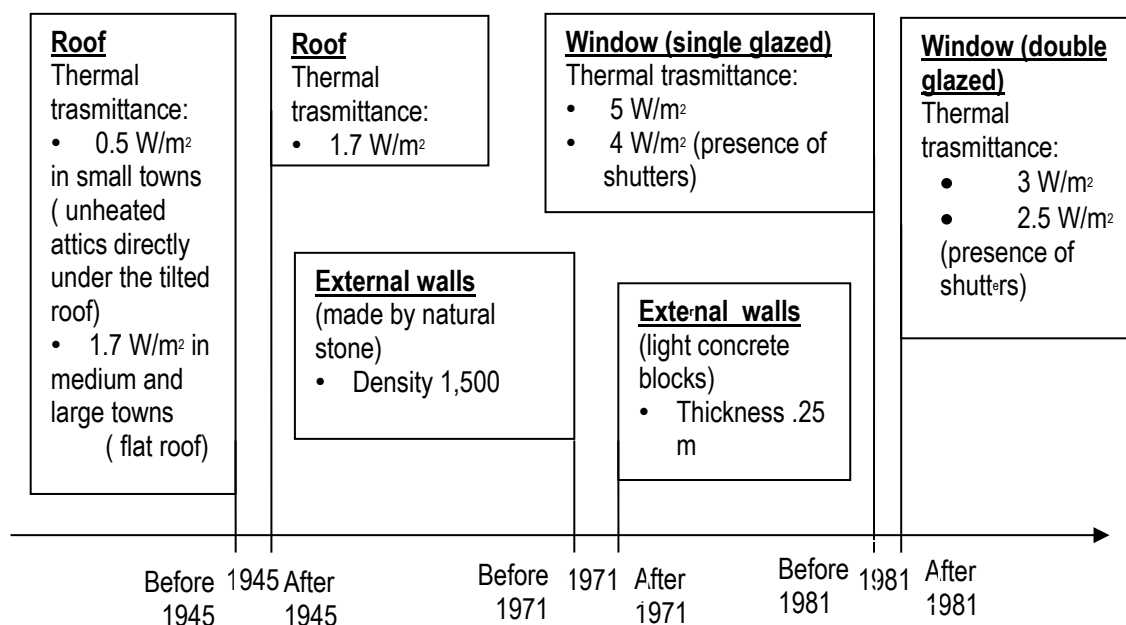 Roof
Thermal
trasmittance:
• 0.5 W/m²
in small towns
( unheated
attics directly
under the tilted
roof)
• 1.7 W/m² in
medium and
large towns
( flat roof)
Roof
Thermal
trasmittance:
• 1.7 W/m²
External walls
(made by natural
stone)
• Density 1,500
Window (single glazed)
Thermal trasmittance:
• 5 W/m²
• 4 W/m² (presence of
shutters)
External walls
(light concrete
blocks)
• Thickness .25
m
Window (double
glazed)
Thermal
trasmittance:
• 3 W/m²
• 2.5 W/m²
(presence of
shutters)
Before
1945
1945
After
1945
Before
1971
1971
After
1971
Before
1981
1981
After
1981